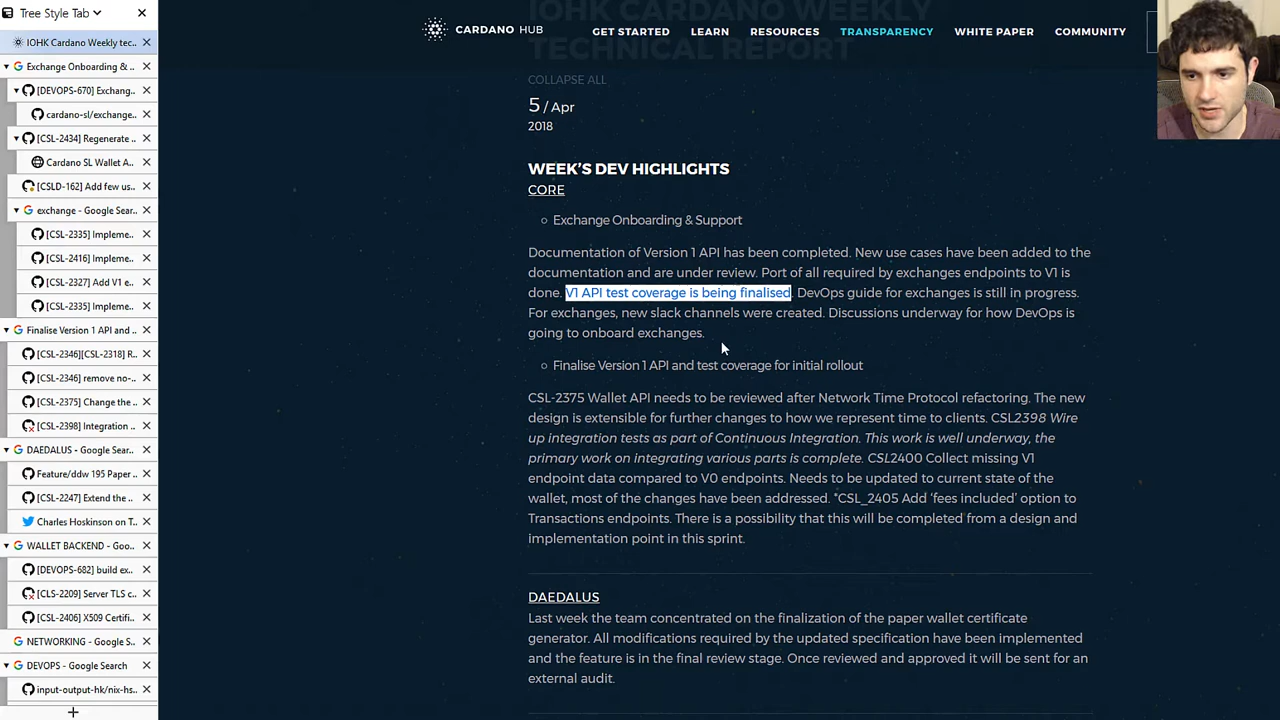 Tree Style Tab
IOHK Cardano Weekly tec..
Exchange Onboarding & ..
[DEVOPS-670] Exchang..
cardano-sl/exchange..
[CSL-2434] Regenerate ..
Cardano SL Wallet A..
[CSLD-162] Add few us..
exchange - Google Sear..
[CSL-2335] Impleme..
[CSL-2416] Impleme..
[CSL-2327] Add V1 e..
[CSL-2335] Impleme..
Finalise Version 1 API and ..
[CSL-2346][CSL-2318] R..
[CSL-2346] remove no-..
[CSL-2375] Change the ..
[CSL-2398] Integration ..
DAEDALUS - Google Sear..
Feature/ddw 195 Paper ..
[CSL-2247] Extend the ..
Charles Hoskinson on T..
WALLET BACKEND - Goo..
[DEVOPS-682] build ex..
[CLS-2209] Server TLS c..
[CSL-2406] X509 Certifi..
NETWORKING - Google S..
DEVOPS - Google Search
input-output-hk/nix-hs..
CARDANO HUB
GET STARTED LEARN RESOURCES TRANSPARENCY WHITE PAPER COMMUNITY
IOHK CARDANO WEEKLY
TECHNICAL REPORT
COLLAPSE ALL
5 / Apr
2018
WEEK'S DEV HIGHLIGHTS
CORE
Exchange Onboarding & Support
Documentation of Version 1 API has been completed. New use cases have been added to the
documentation and are under review. Port of all required by exchanges endpoints to V1 is
done. V1 API test coverage is being finalised. DevOps guide for exchanges is still in progress.
For exchanges, new slack channels were created. Discussions underway for how DevOps is
going to onboard exchanges.
Finalise Version 1 API and test coverage for initial rollout
CSL-2375 Wallet API needs to be reviewed after Network Time Protocol refactoring. The new
design is extensible for further changes to how we represent time to clients. CSL2398 Wire
up integration tests as part of Continuous Integration. This work is well underway, the
primary work on integrating various parts is complete. CSL2400 Collect missing V1
endpoint data compared to V0 endpoints. Needs to be updated to current state of the
wallet, most of the changes have been addressed. *CSL_2405 Add 'fees included' option to
Transactions endpoints. There is a possibility that this will be completed from a design and
implementation point in this sprint.
DAEDALUS
Last week the team concentrated on the finalization of the paper wallet certificate
generator. All modifications required by the updated specification have been implemented
and the feature is in the final review stage. Once reviewed and approved it will be sent for an
external audit.